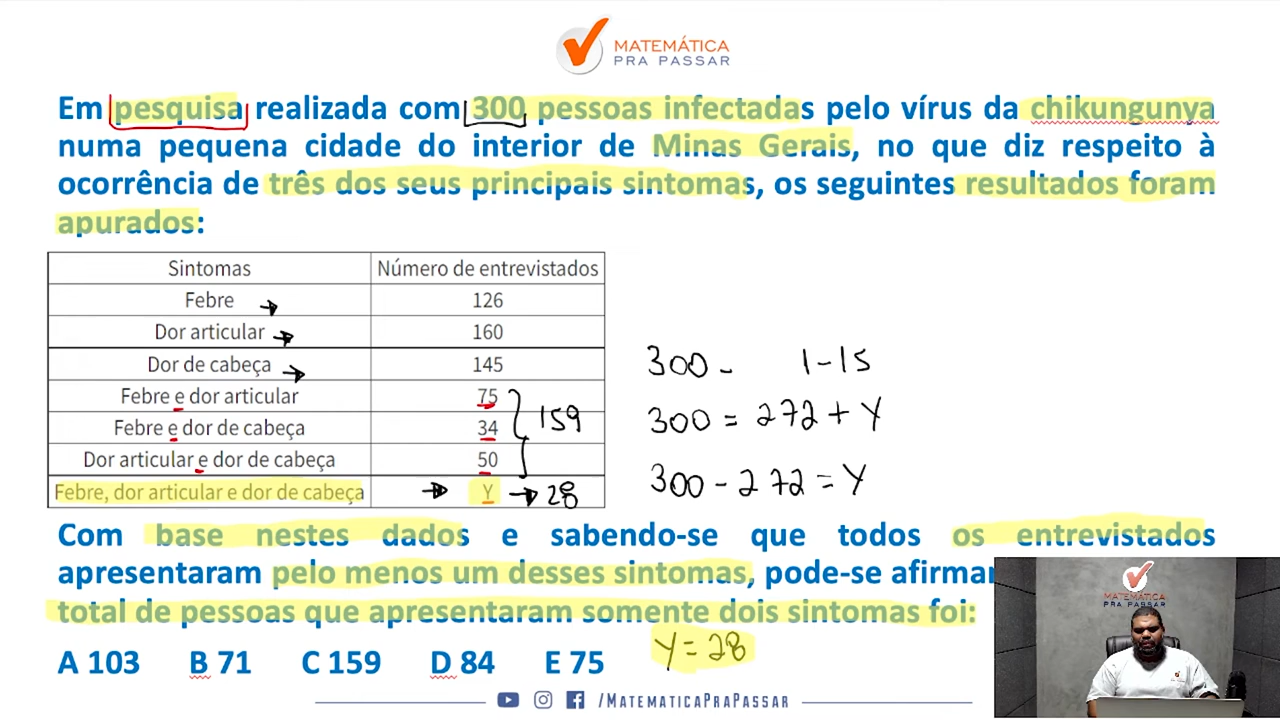 MATEMÁTICA
PRA PASSAR
Em pesquisa realizada com 300 pessoas infectadas pelo vírus da chikungunya
numa pequena cidade do interior de Minas Gerais, no que diz respeito à
ocorrência de três dos seus principais sintomas, os seguintes resultados foram
apurados:
Sintomas Número de entrevistados
Febre 126
Dor articular 160
Dor de cabeça 145
Febre e dor articular 75
Febre e dor de cabeça 34
Dor articular e dor de cabeça 50
Febre, dor articular e dor de cabeça Y 28
159
300 - 1-15
300 = 272 + Y
300 - 272 = Y
Com base nestes dados e sabendo-se que todos os entrevistados
apresentaram pelo menos um desses sintomas, pode-se afirmar
total de pessoas que apresentaram somente dois sintomas foi:
Y = 28
A 103 B 71 C 159 D 84 E 75
/MATEMATICAPRAPASSAR
MATEMÁTICA
PRA PASSAR